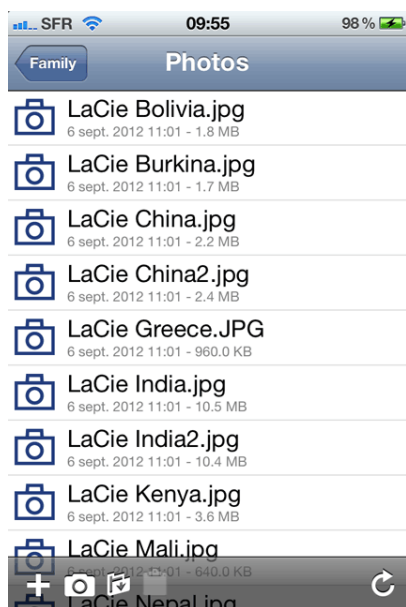 SFR 09:55 98 %
Family Photos
LaCie Bolivia.jpg
6 sept. 2012 11:01 - 1.8 MB
LaCie Burkina.jpg
6 sept. 2012 11:01 - 1.7 MB
LaCie China.jpg
6 sept. 2012 11:01 - 2.2 MB
LaCie China2.jpg
6 sept. 2012 11:01 - 2.4 MB
LaCie Greece.JPG
6 sept. 2012 11:01 - 960.0 KB
LaCie India.jpg
6 sept. 2012 11:01 - 10.5 MB
LaCie India2.jpg
6 sept. 2012 11:01 - 10.4 MB
LaCie Kenya.jpg
6 sept. 2012 11:01 - 3.6 MB
LaCie Mali.jpg
6 sept. 2012 11:01 - 640.0 KB
LaCie Nepal.jpg